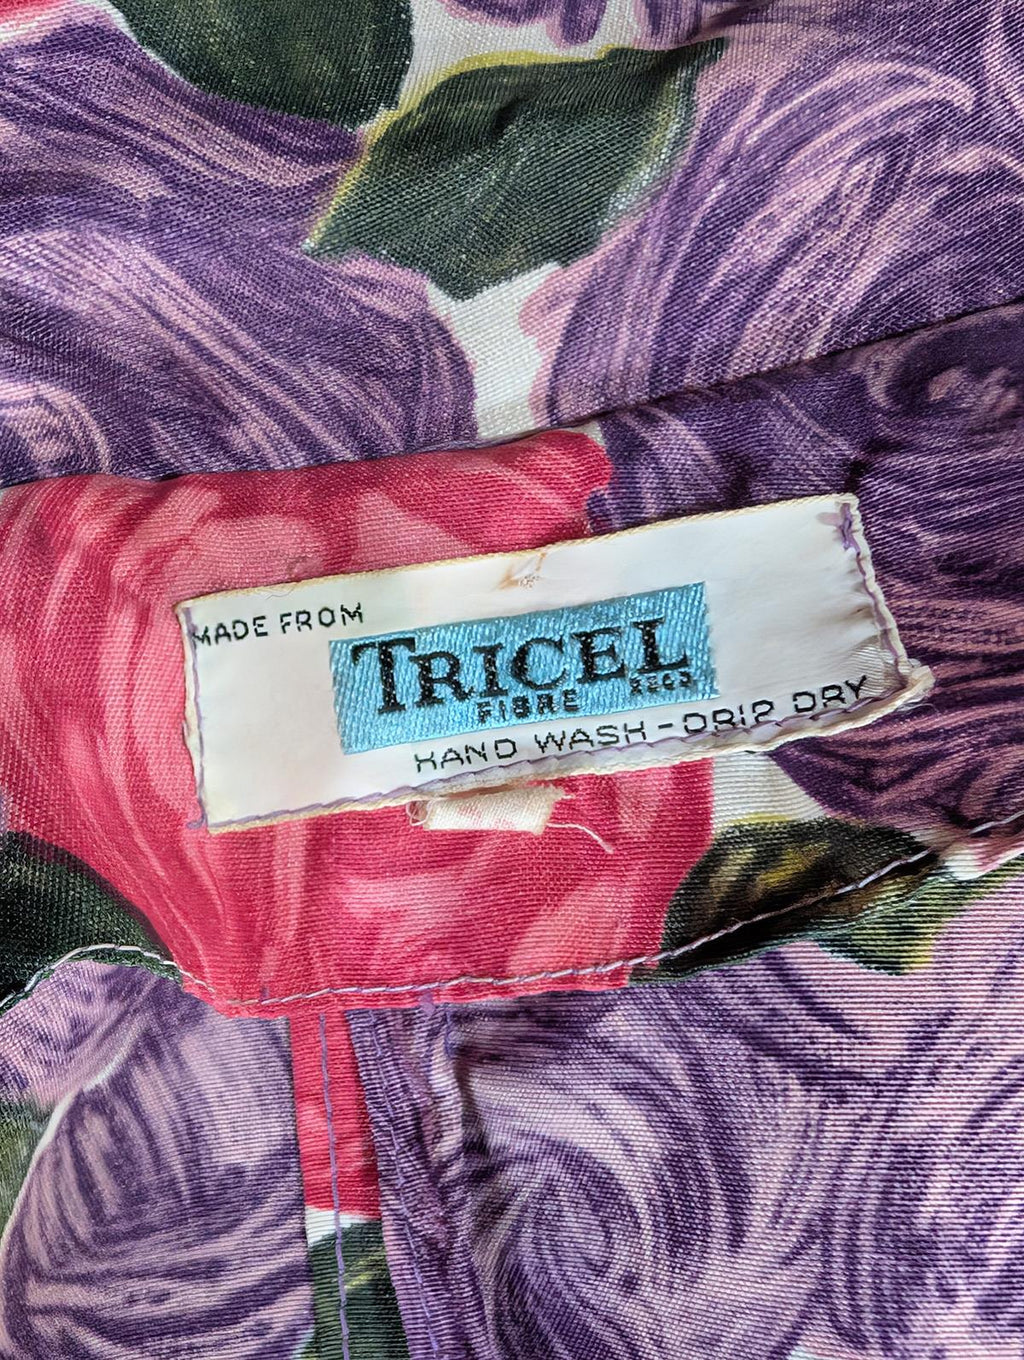 MADE FROM
TRICEL
FIBRE REGD
HAND WASH-DRIP DRY